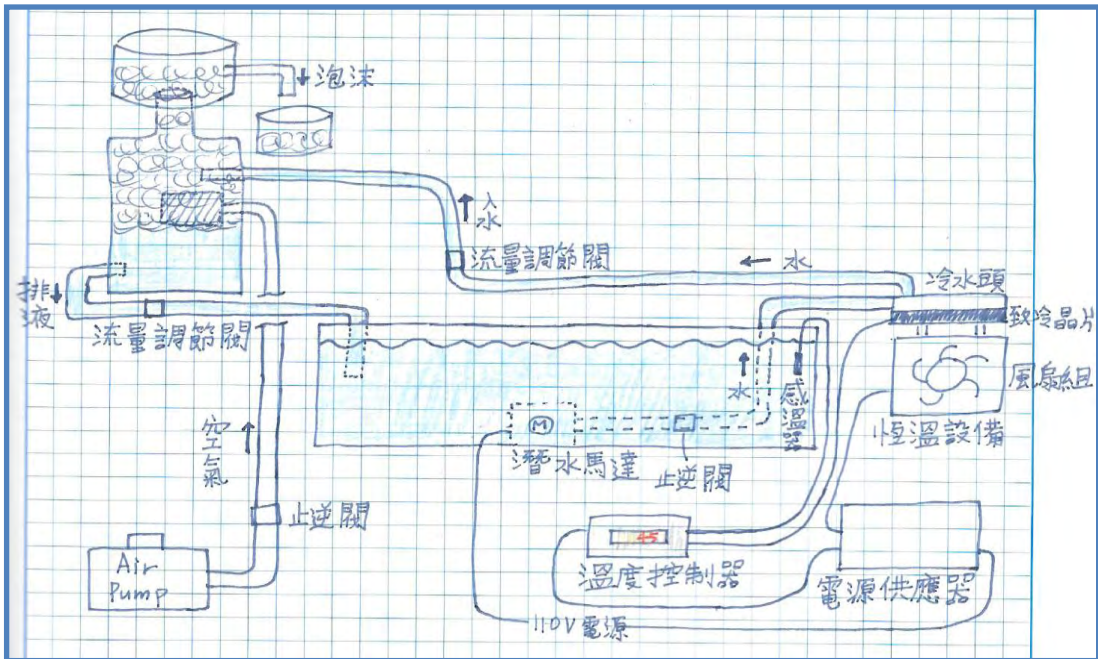 泡沫
入水
流量調節閥
水
冷水頭
致冷晶片
排液
流量調節閥
風扇組
水
感溫器
恒溫設備
M
空氣
潛水馬達
止逆閥
止逆閥
45
Air
Pump
溫度控制器
電源供應器
110V電源